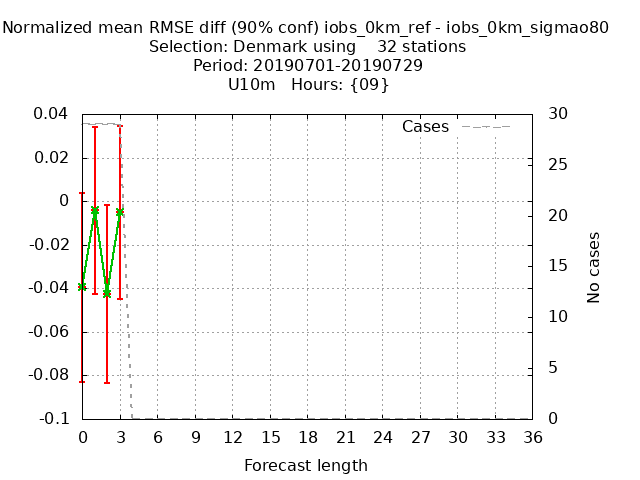 Normalized mean RMSE diff (90% conf) iobs_0km_ref - iobs_0km_sigmao80
Selection: Denmark using    32 stations
Period: 20190701-20190729
U10m   Hours: {09}
Cases
0.04
0.02
0
-0.02
-0.04
-0.06
-0.08
-0.1
30
25
20
15
10
5
0
No cases
0 3 6 9 12 15 18 21 24 27 30 33 36
Forecast length